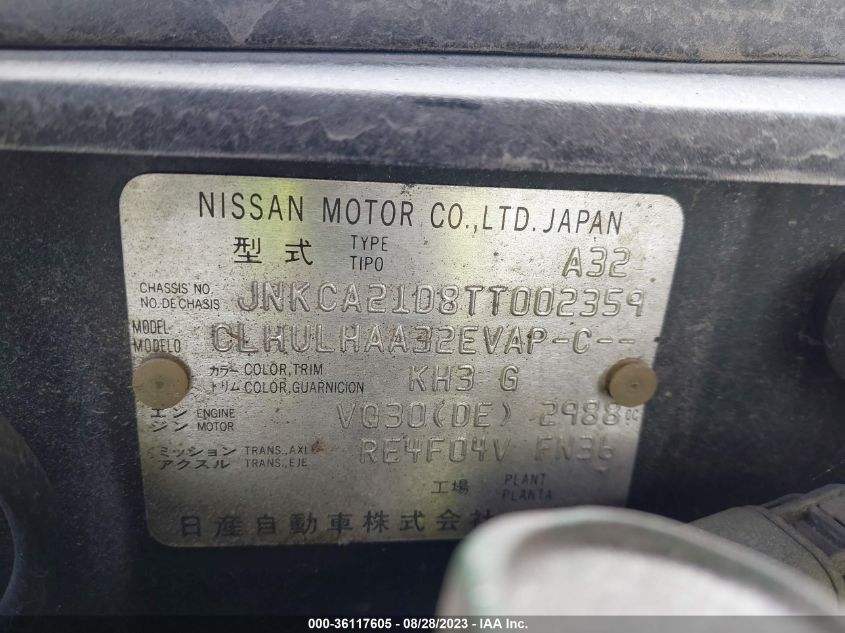 NISSAN MOTOR CO.,LTD. JAPAN
型式 TYPE TIPO A32
CHASSIS NO. NO. DE CHASIS JNKCA21D8TT002359
MODEL MODELO CLHULHAA32EVAP-C--
カラー COLOR, TRIM
トリム COLOR, GUARNICION KH3 G
エンジン ENGINE MOTOR VG30(DE) 2988cc
ミッション TRANS., AXLE
アクスル TRANS., EJE RE4F04V FN36
工場 PLANT PLANTA
日産自動車株式会社
000-36117605 - 08/28/2023 - IAA Inc.